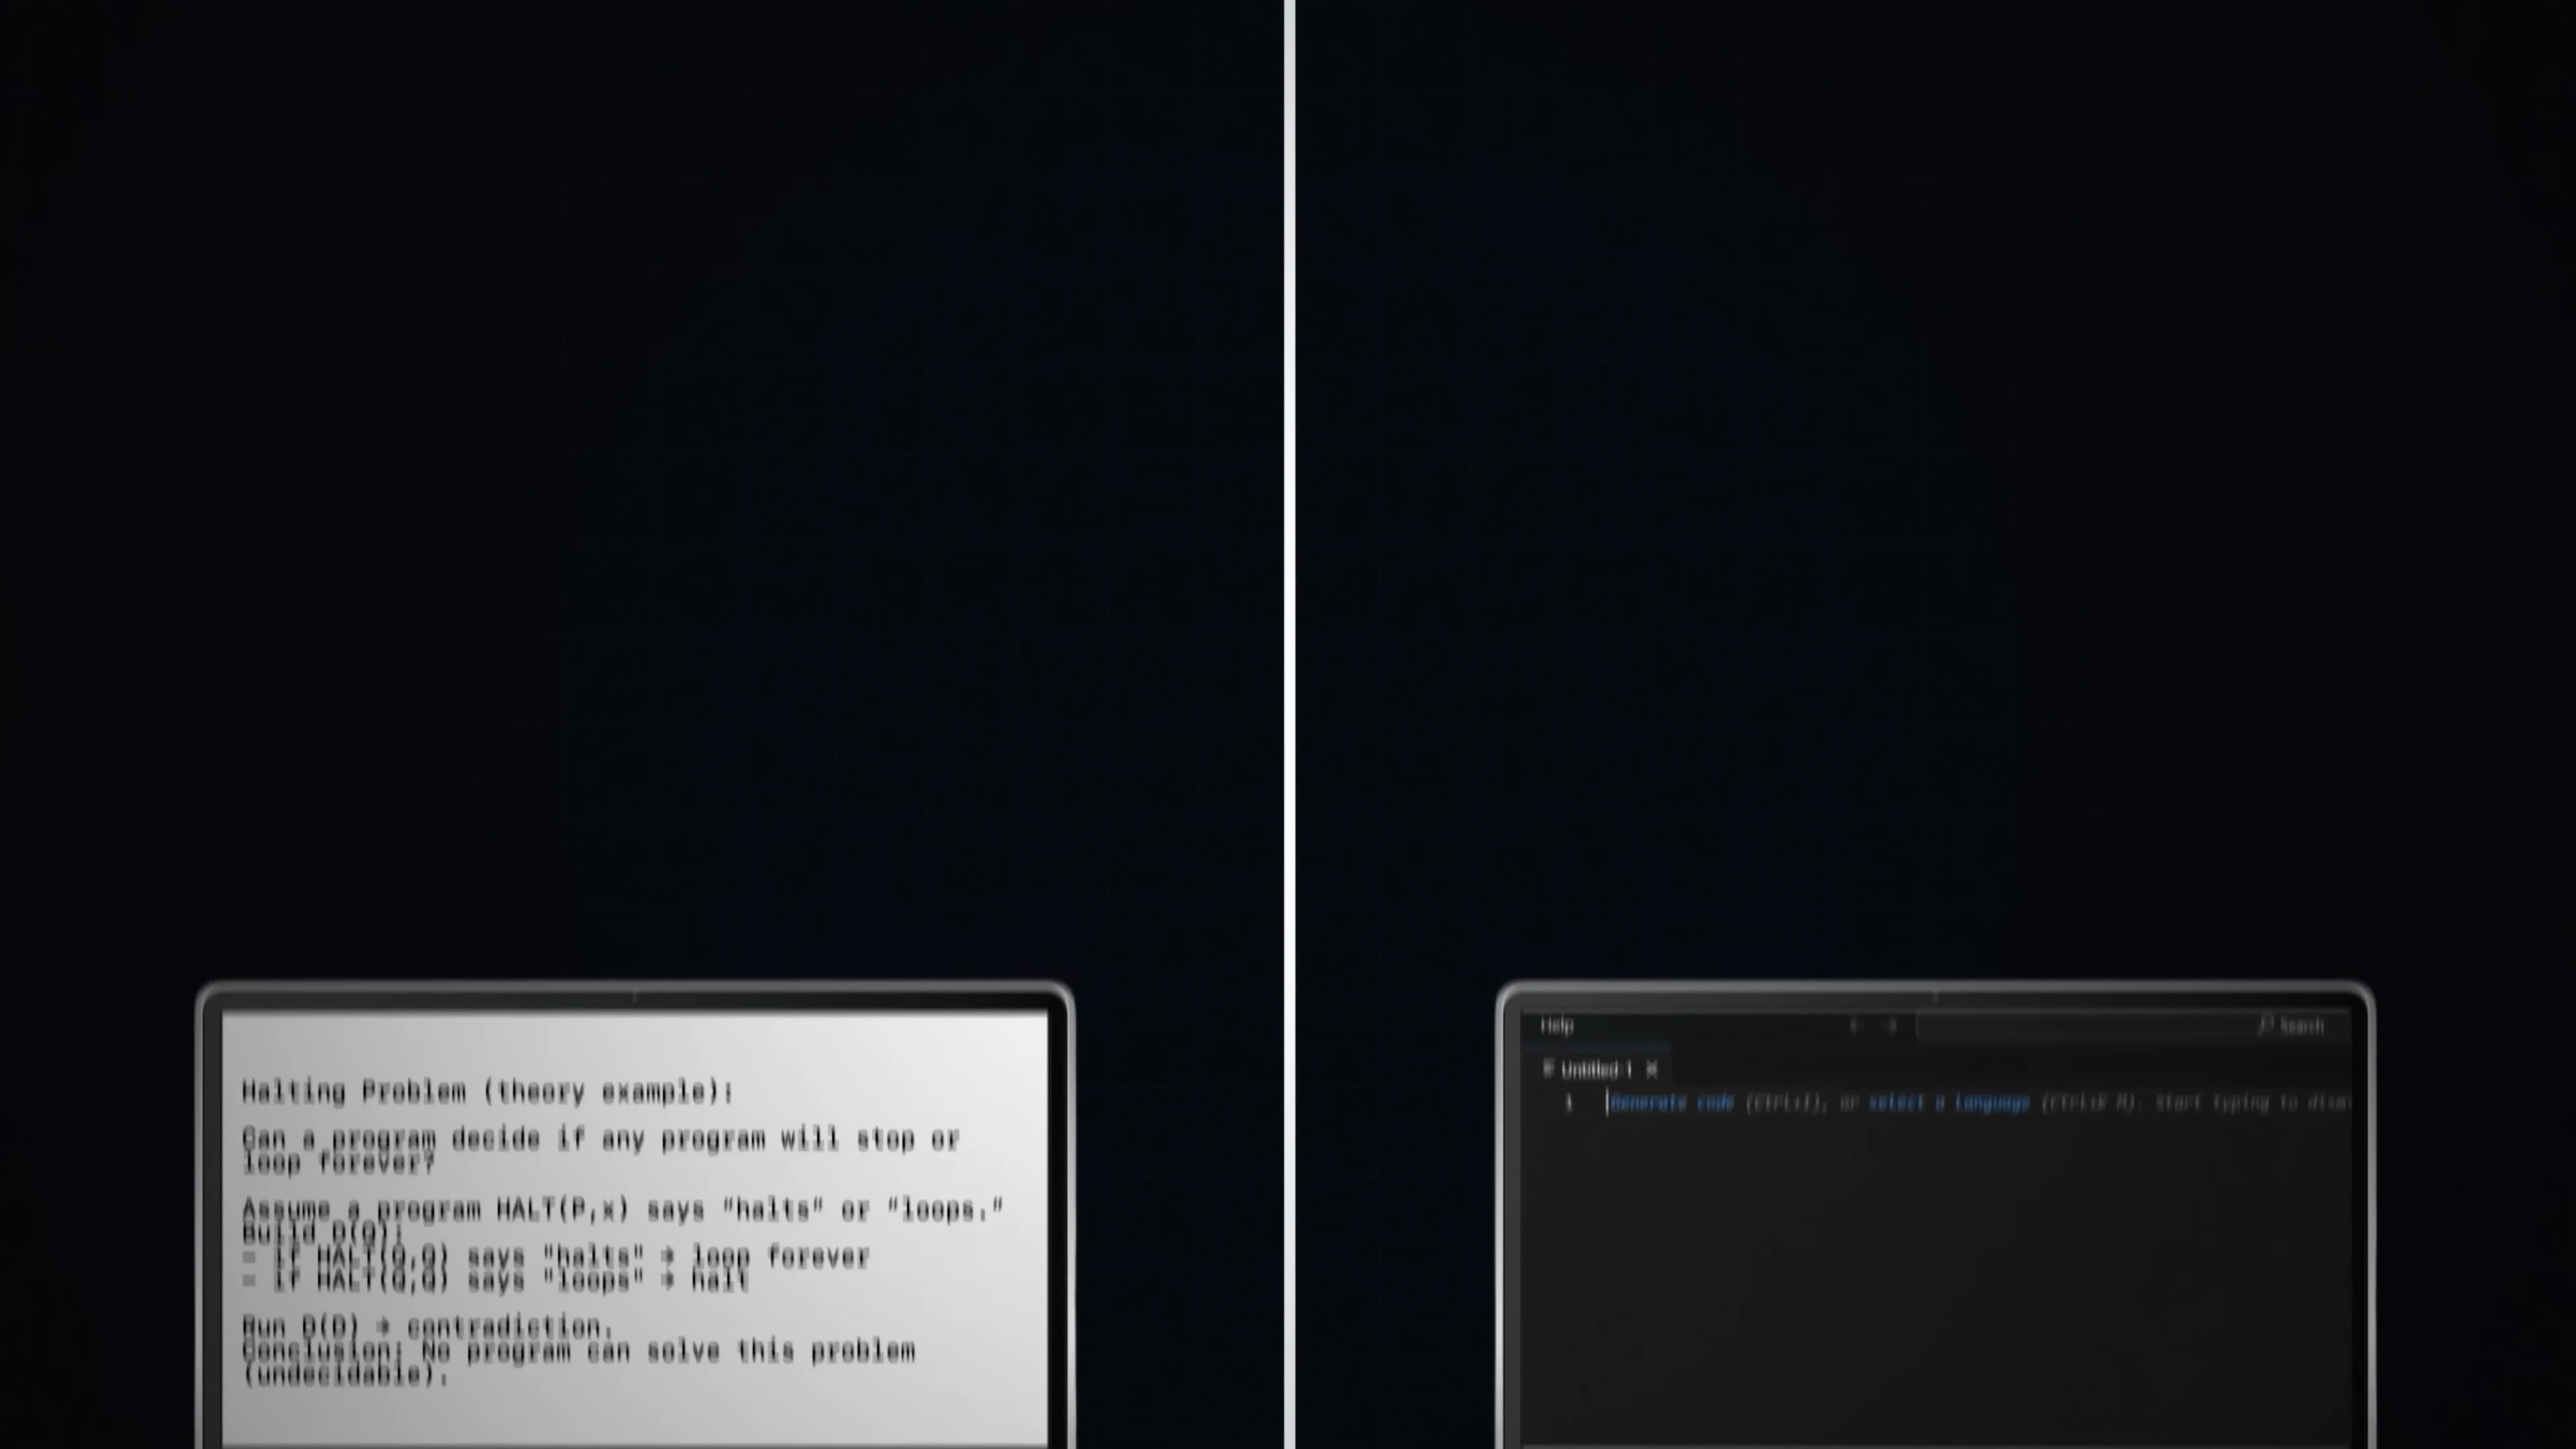 Halting Problem (theory example):
Can a program decide if any program will stop or
loop forever?
Assume a program HALT(P,x) says "halts" or "loops."
Build D(Q):
- if HALT(Q,Q) says "halts" → loop forever
- if HALT(Q,Q) says "loops" → halt
Run D(D) → contradiction.
Conclusion: No program can solve this problem
(undecidable).
Help
Search
Untitled-1
1 Generate code (Ctrl+I), or select a language (Ctrl+K M). Start typing to dism